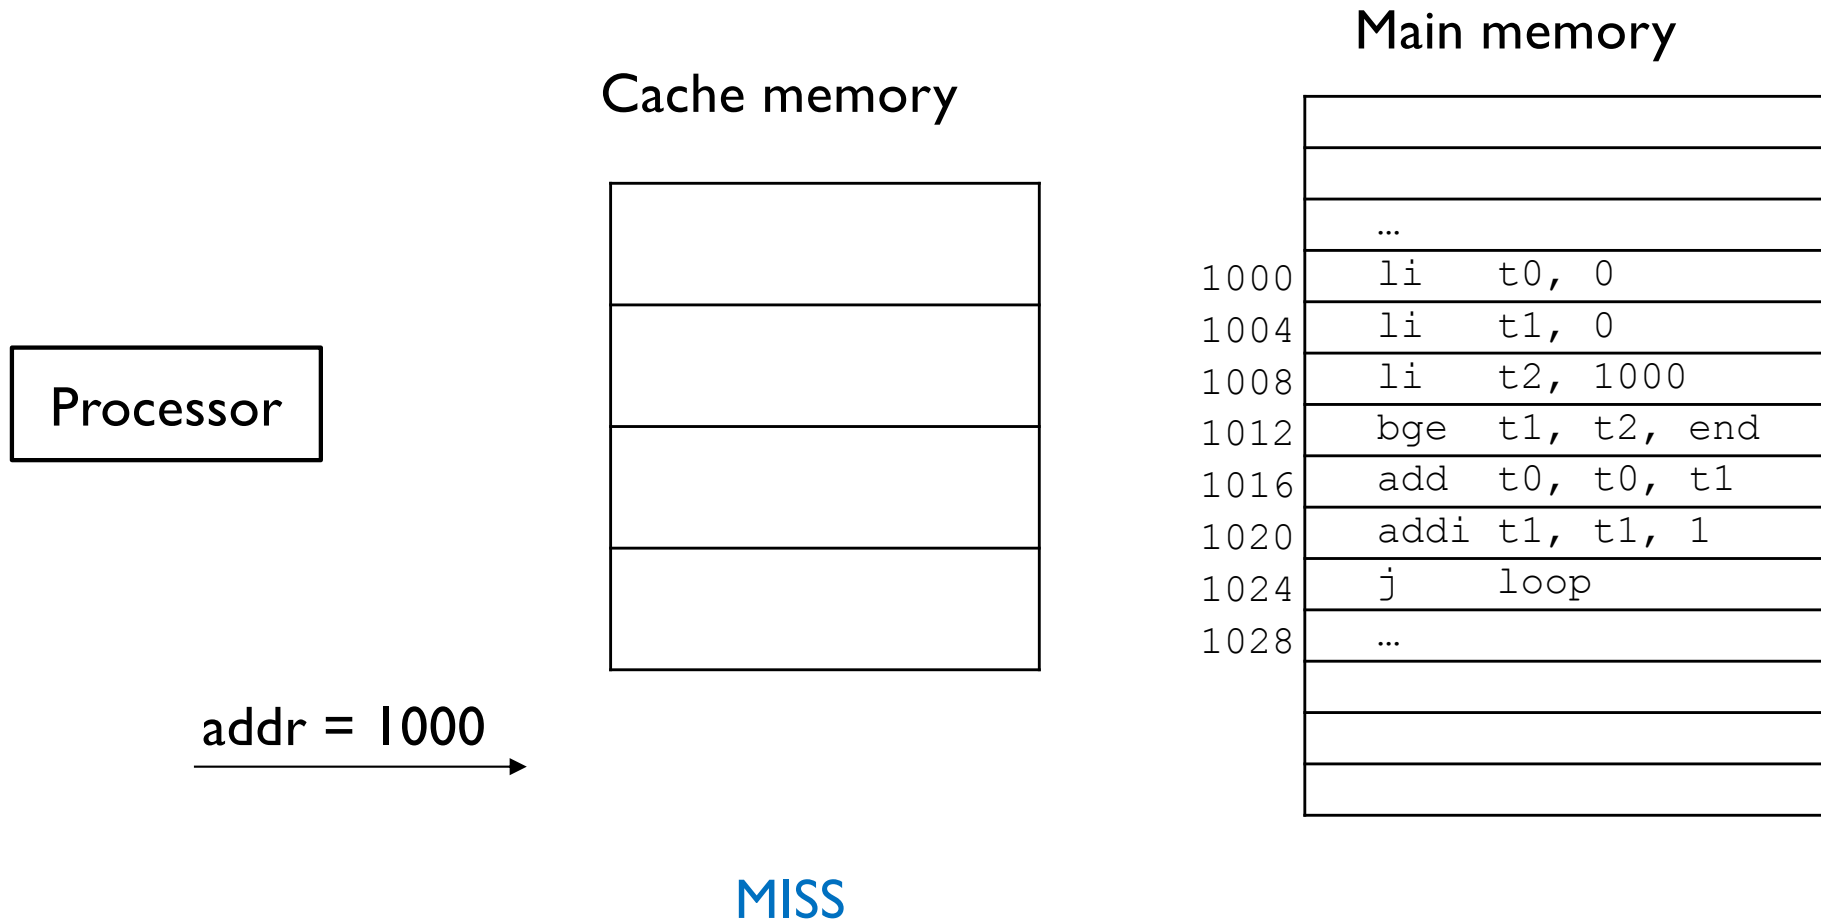 Main memory
Cache memory
…
1000 li t0, 0
1004 li t1, 0
1008 li t2, 1000
1012 bge t1, t2, end
1016 add t0, t0, t1
1020 addi t1, t1, 1
1024 j loop
1028 …
Processor
addr = 1000
MISS